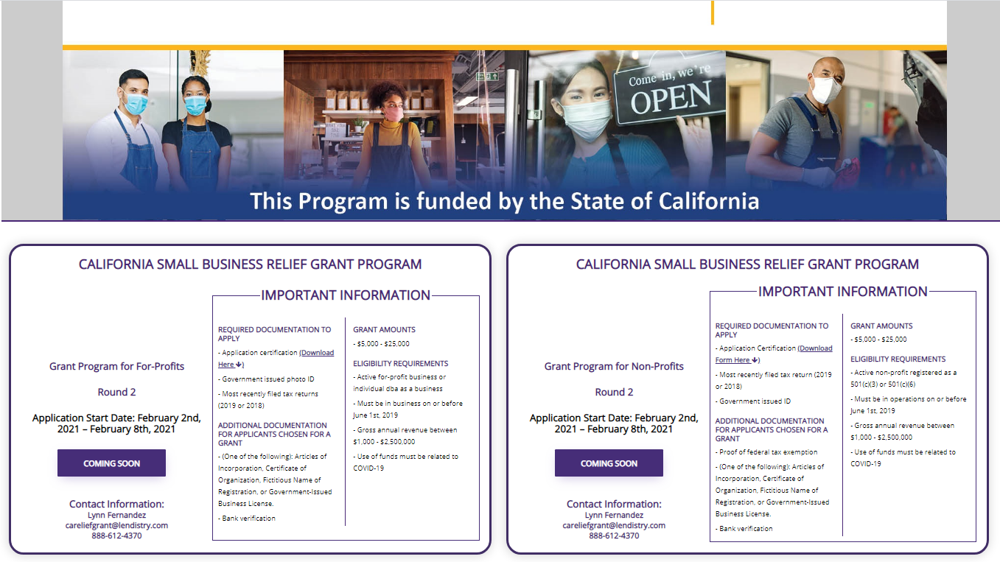 Come in, we're
OPEN
This Program is funded by the State of California
CALIFORNIA SMALL BUSINESS RELIEF GRANT PROGRAM
Grant Program for For-Profits
Round 2
Application Start Date: February 2nd,
2021 – February 8th, 2021
COMING SOON
Contact Information:
Lynn Fernandez
careliefgrant@lendistry.com
888-612-4370
IMPORTANT INFORMATION
REQUIRED DOCUMENTATION TO
APPLY
- Application certification (Download
Here ↓)
- Government issued photo ID
- Most recently filed tax returns
(2019 or 2018)
ADDITIONAL DOCUMENTATION
FOR APPLICANTS CHOSEN FOR A
GRANT
- (One of the following): Articles of
Incorporation, Certificate of
Organization, Fictitious Name of
Registration, or Government-Issued
Business License.
- Bank verification
GRANT AMOUNTS
- $5,000 - $25,000
ELIGIBILITY REQUIREMENTS
- Active for-profit business or
individual dba as a business
- Must be in business on or before
June 1st, 2019
- Gross annual revenue between
$1,000 - $2,500,000
- Use of funds must be related to
COVID-19
CALIFORNIA SMALL BUSINESS RELIEF GRANT PROGRAM
Grant Program for Non-Profits
Round 2
Application Start Date: February 2nd,
2021 – February 8th, 2021
COMING SOON
Contact Information:
Lynn Fernandez
careliefgrant@lendistry.com
888-612-4370
IMPORTANT INFORMATION
REQUIRED DOCUMENTATION TO
APPLY
- Application Certification (Download
Form Here ↓)
- Most recently filed tax return (2019
or 2018)
- Government issued ID
ADDITIONAL DOCUMENTATION
FOR APPLICANTS CHOSEN FOR A
GRANT
- Proof of federal tax exemption
- (One of the following): Articles of
Incorporation, Certificate of
Organization, Fictitious Name of
Registration, or Government-Issued
Business License.
- Bank verification
GRANT AMOUNTS
- $5,000 - $25,000
ELIGIBILITY REQUIREMENTS
- Active non-profit registered as a
501(c)(3) or 501(c)(6)
- Must be in operations on or before
June 1st, 2019
- Gross annual revenue between
$1,000 - $2,500,000
- Use of funds must be related to
COVID-19